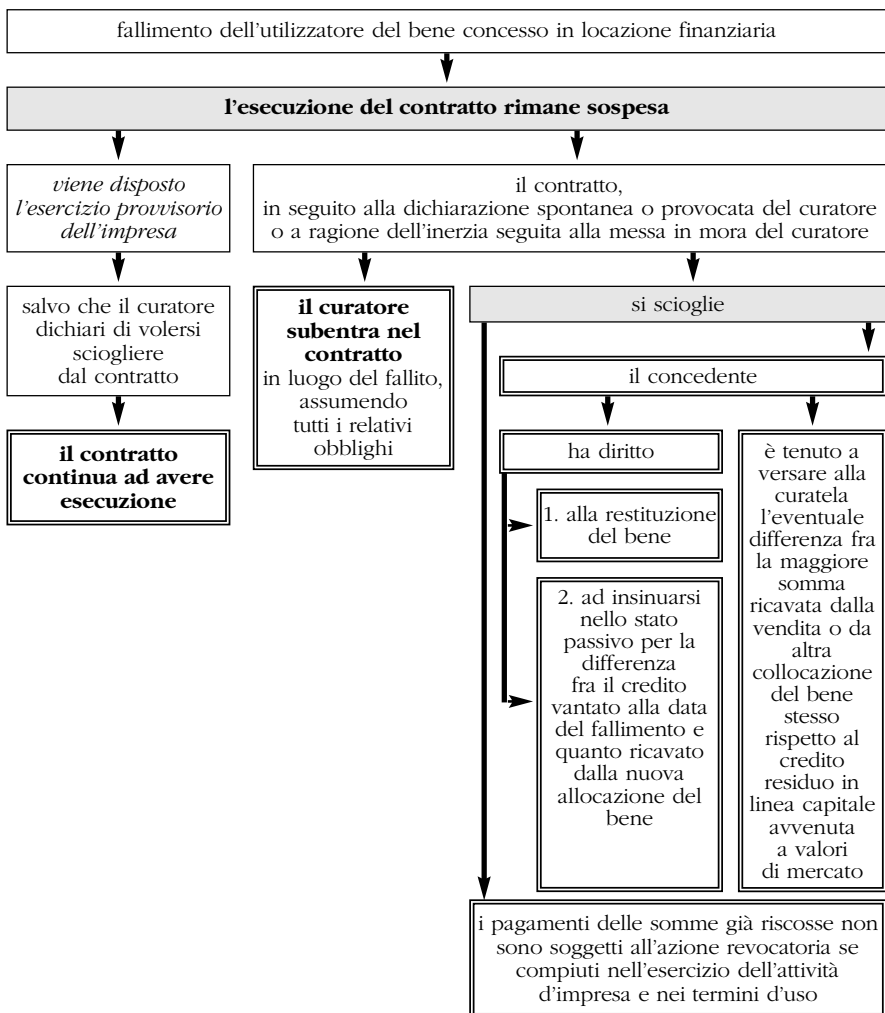 fallimento dell'utilizzatore del bene concesso in locazione finanziaria
l'esecuzione del contratto rimane sospesa
viene disposto
l'esercizio provvisorio
dell'impresa
il contratto,
in seguito alla dichiarazione spontanea o provocata del curatore
o a ragione dell'inerzia seguita alla messa in mora del curatore
salvo che il curatore
dichiari di volersi
sciogliere
dal contratto
il contratto
continua ad avere
esecuzione
il curatore
subentra nel
contratto
in luogo del fallito,
assumendo
tutti i relativi
obblighi
si scioglie
il concedente
ha diritto
1. alla restituzione
del bene
2. ad insinuarsi
nello stato
passivo per la
differenza
fra il credito
vantato alla data
del fallimento e
quanto ricavato
dalla nuova
allocazione del
bene
è tenuto a
versare alla
curatela
l'eventuale
differenza fra
la maggiore
somma
ricavata dalla
vendita o da
altra
collocazione
del bene
stesso
rispetto al
credito
residuo in
linea capitale
avvenuta
a valori
di mercato
i pagamenti delle somme già riscosse non
sono soggetti all'azione revocatoria se
compiuti nell'esercizio dell'attività
d'impresa e nei termini d'uso